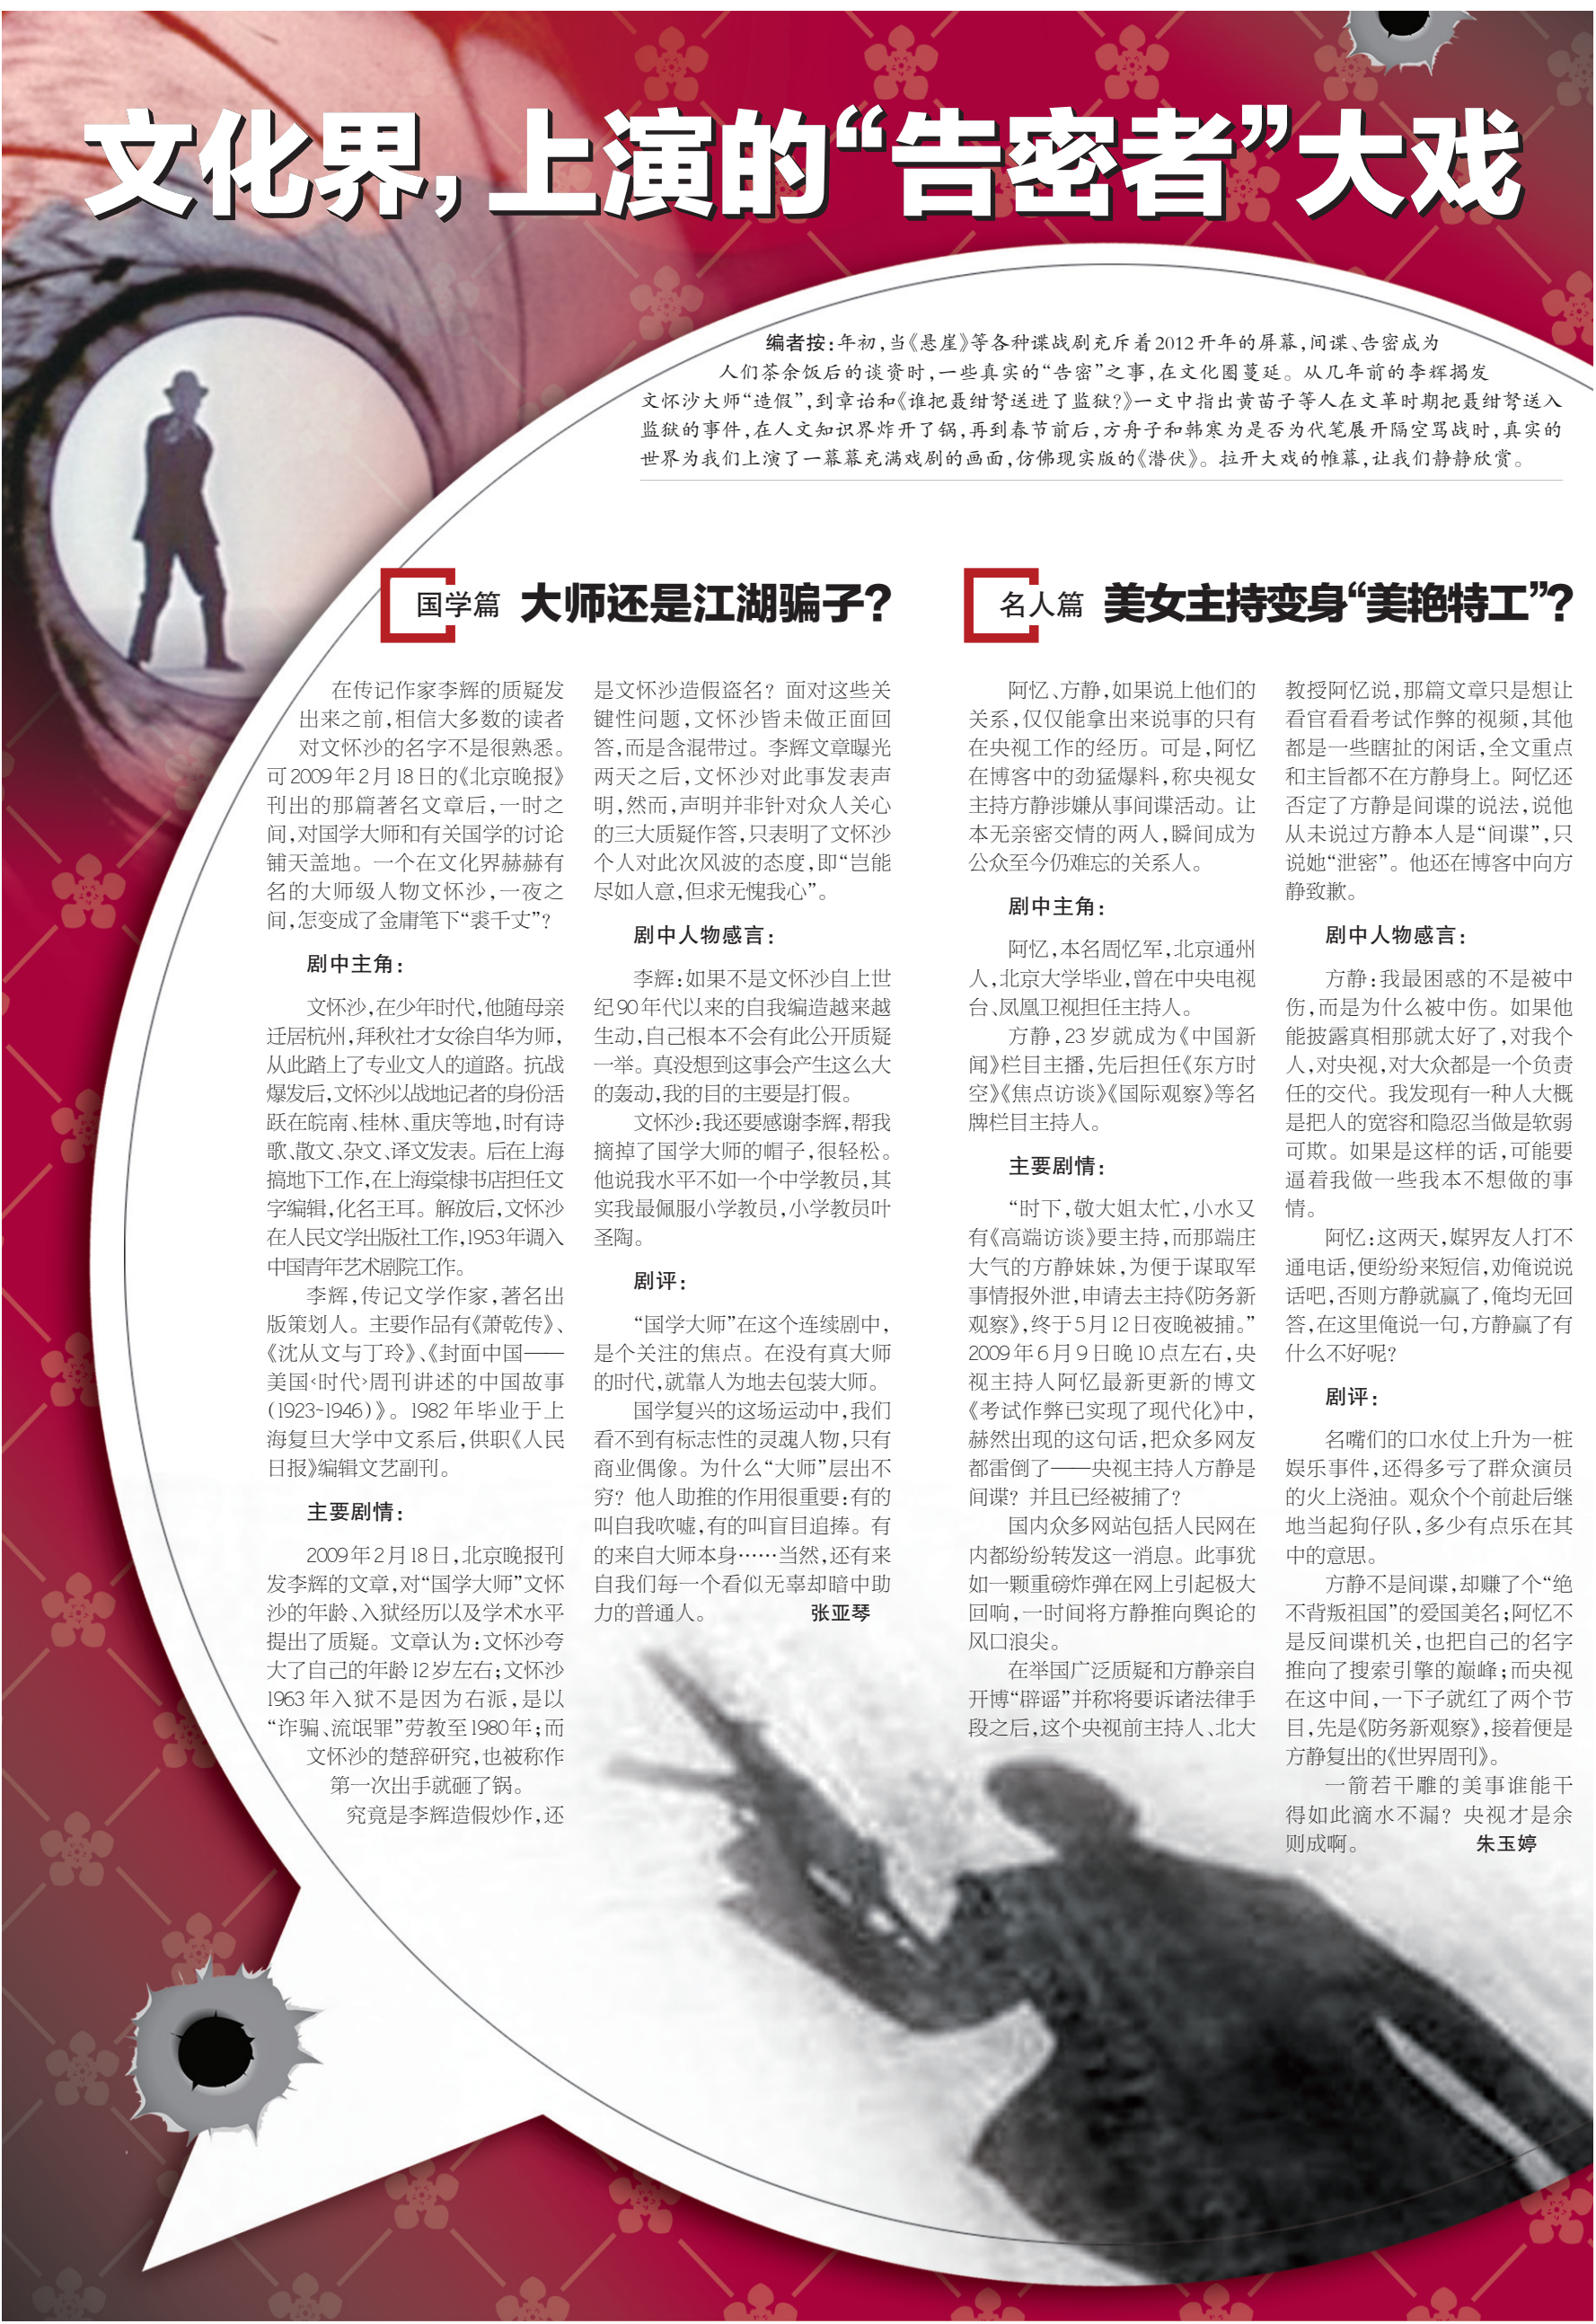 文化界,上演的“告密者”大戏
编者按:年初,当《悬崖》等各种谍战剧充斥着2012开年的屏幕,间谍、告密成为
人们茶余饭后的谈资时,一些真实的“告密”之事,在文化圈蔓延。从几年前的李辉揭发
文怀沙大师“造假”,到章诒和《谁把聂绀弩送进了监狱?》一文中指出黄苗子等人在文革时期把聂绀弩送入
监狱的事件,在人文知识界炸开了锅,再到春节前后,方舟子和韩寒为是否为代笔展开隔空骂战时,真实的
世界为我们上演了一幕幕充满戏剧的画面,仿佛现实版的《潜伏》。拉开大戏的帷幕,让我们静静欣赏。
国学篇 大师还是江湖骗子?
在传记作家李辉的质疑发
出来之前,相信大多数的读者
对文怀沙的名字不是很熟悉。
可2009年2月18日的《北京晚报》
刊出的那篇著名文章后,一时之
间,对国学大师和有关国学的讨论
铺天盖地。一个在文化界赫赫有
名的大师级人物文怀沙,一夜之
间,怎变成了金庸笔下“裘千丈”?
剧中主角:
文怀沙,在少年时代,他随母亲
迁居杭州,拜秋社才女徐自华为师,
从此踏上了专业文人的道路。抗战
爆发后,文怀沙以战地记者的身份活
跃在皖南、桂林、重庆等地,时有诗
歌、散文、杂文、译文发表。后在上海
搞地下工作,在上海棠棣书店担任文
字编辑,化名王耳。解放后,文怀沙
在人民文学出版社工作,1953年调入
中国青年艺术剧院工作。
李辉,传记文学作家,著名出
版策划人。主要作品有《萧乾传》、
《沈从文与丁玲》、《封面中国——
美国‹时代›周刊讲述的中国故事
(1923~1946)》。1982年毕业于上
海复旦大学中文系后,供职《人民
日报》编辑文艺副刊。
主要剧情:
2009年2月18日,北京晚报刊
发李辉的文章,对“国学大师”文怀
沙的年龄、入狱经历以及学术水平
提出了质疑。文章认为:文怀沙夸
大了自己的年龄12岁左右;文怀沙
1963年入狱不是因为右派,是以
“诈骗、流氓罪”劳教至1980年;而
文怀沙的楚辞研究,也被称作
第一次出手就砸了锅。
究竟是李辉造假炒作,还
是文怀沙造假盗名?面对这些关
键性问题,文怀沙皆未做正面回
答,而是含混带过。李辉文章曝光
两天之后,文怀沙对此事发表声
明,然而,声明并非针对众人关心
的三大质疑作答,只表明了文怀沙
个人对此次风波的态度,即“岂能
尽如人意,但求无愧我心”。
剧中人物感言:
李辉:如果不是文怀沙自上世
纪90年代以来的自我编造越来越
生动,自己根本不会有此公开质疑
一举。真没想到这事会产生这么大
的轰动,我的目的主要是打假。
文怀沙:我还要感谢李辉,帮我
摘掉了国学大师的帽子,很轻松。
他说我水平不如一个中学教员,其
实我最佩服小学教员,小学教员叶
圣陶。
剧评:
“国学大师”在这个连续剧中,
是个关注的焦点。在没有真大师
的时代,就靠人为地去包装大师。
国学复兴的这场运动中,我们
看不到有标志性的灵魂人物,只有
商业偶像。为什么“大师”层出不
穷?他人助推的作用很重要:有的
叫自我吹嘘,有的叫盲目追捧。有
的来自大师本身……当然,还有来
自我们每一个看似无辜却暗中助
力的普通人。 张亚琴
名人篇 美女主持变身“美艳特工”?
阿忆、方静,如果说上他们的
关系,仅仅能拿出来说事的只有
在央视工作的经历。可是,阿忆
在博客中的劲猛爆料,称央视女
主持方静涉嫌从事间谍活动。让
本无亲密交情的两人,瞬间成为
公众至今仍难忘的关系人。
剧中主角:
阿忆,本名周忆军,北京通州
人,北京大学毕业,曾在中央电视
台、凤凰卫视担任主持人。
方静,23岁就成为《中国新
闻》栏目主播,先后担任《东方时
空》《焦点访谈》《国际观察》等名
牌栏目主持人。
主要剧情:
“时下,敬大姐太忙,小水又
有《高端访谈》要主持,而那端庄
大气的方静妹妹,为便于谋取军
事情报外泄,申请去主持《防务新
观察》,终于5月12日夜晚被捕。”
2009年6月9日晚10点左右,央
视主持人阿忆最新更新的博文
《考试作弊已实现了现代化》中,
赫然出现的这句话,把众多网友
都雷倒了——央视主持人方静是
间谍?并且已经被捕了?
国内众多网站包括人民网在
内都纷纷转发这一消息。此事犹
如一颗重磅炸弹在网上引起极大
回响,一时间将方静推向舆论的
风口浪尖。
在举国广泛质疑和方静亲自
开博“辟谣”并称将要诉诸法律手
段之后,这个央视前主持人、北大
教授阿忆说,那篇文章只是想让
看官看看考试作弊的视频,其他
都是一些瞎扯的闲话,全文重点
和主旨都不在方静身上。阿忆还
否定了方静是间谍的说法,说他
从未说过方静本人是“间谍”,只
说她“泄密”。他还在博客中向方
静致歉。
剧中人物感言:
方静:我最困惑的不是被中
伤,而是为什么被中伤。如果他
能披露真相那就太好了,对我个
人,对央视,对大众都是一个负责
任的交代。我发现有一种人大概
是把人的宽容和隐忍当做是软弱
可欺。如果是这样的话,可能要
逼着我做一些我本不想做的事
情。
阿忆:这两天,媒界友人打不
通电话,便纷纷来短信,劝俺说说
话吧,否则方静就赢了,俺均无回
答,在这里俺说一句,方静赢了有
什么不好呢?
剧评:
名嘴们的口水仗上升为一桩
娱乐事件,还得多亏了群众演员
的火上浇油。观众个个前赴后继
地当起狗仔队,多少有点乐在其
中的意思。
方静不是间谍,却赚了个“绝
不背叛祖国”的爱国美名;阿忆不
是反间谍机关,也把自己的名字
推向了搜索引擎的巅峰;而央视
在这中间,一下子就红了两个节
目,先是《防务新观察》,接着便是
方静复出的《世界周刊》。
一箭若干雕的美事谁能干
得如此滴水不漏?央视才是余
则成啊。 朱玉婷